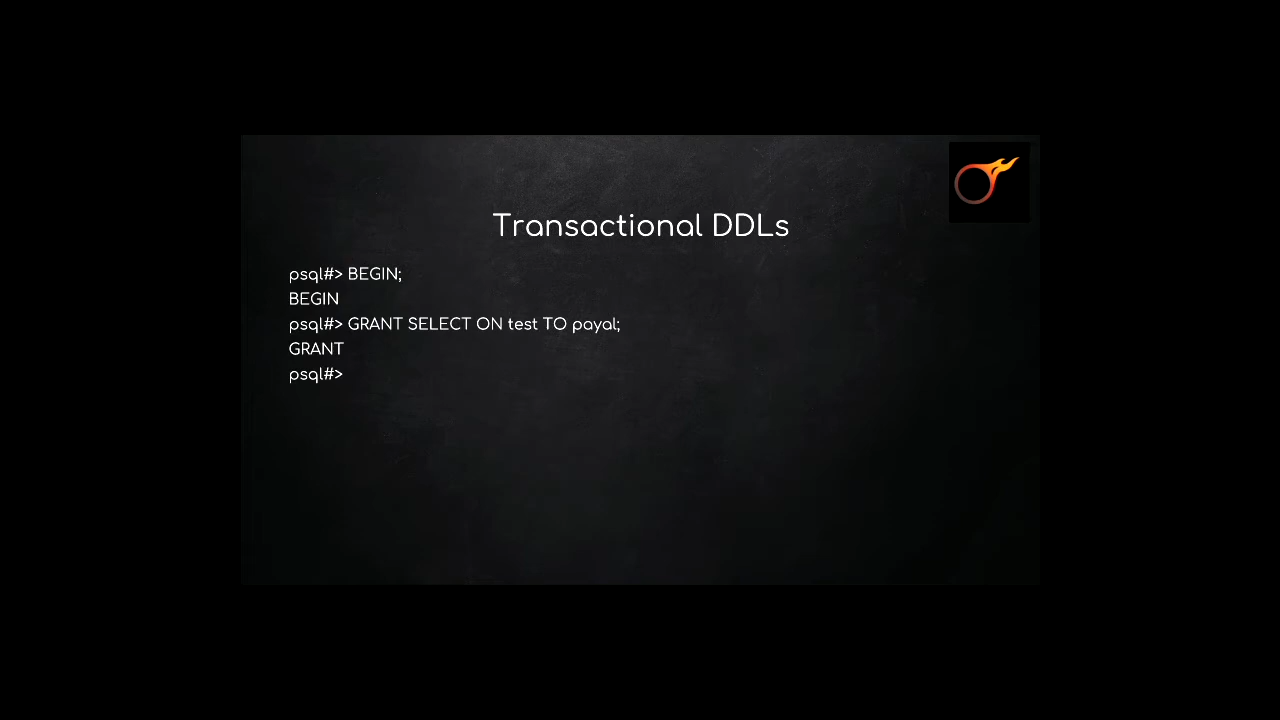 Transactional DDLs
psql#> BEGIN;
BEGIN
psql#> GRANT SELECT ON test TO payal;
GRANT
psql#>